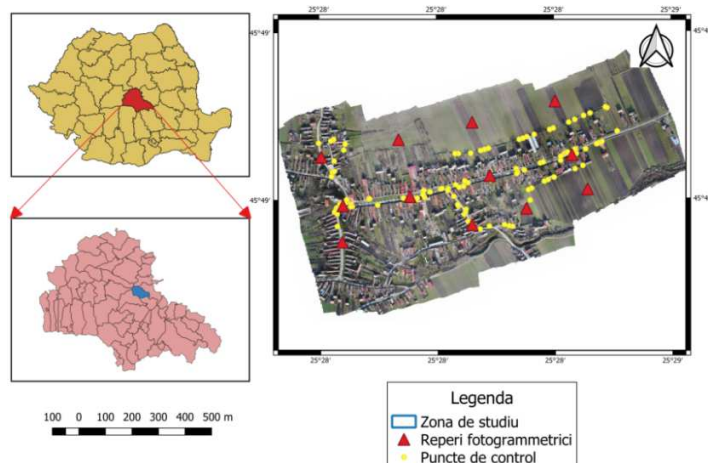 25°28' 25°28' 25°28' 25°29'
45°49'
45°4
45°49'
45°4
25°28' 25°28' 25°28' 25°29'
100 0 100 200 300 400 500 m
Legenda
Zona de studiu
Reperi fotogrammetrici
Puncte de control